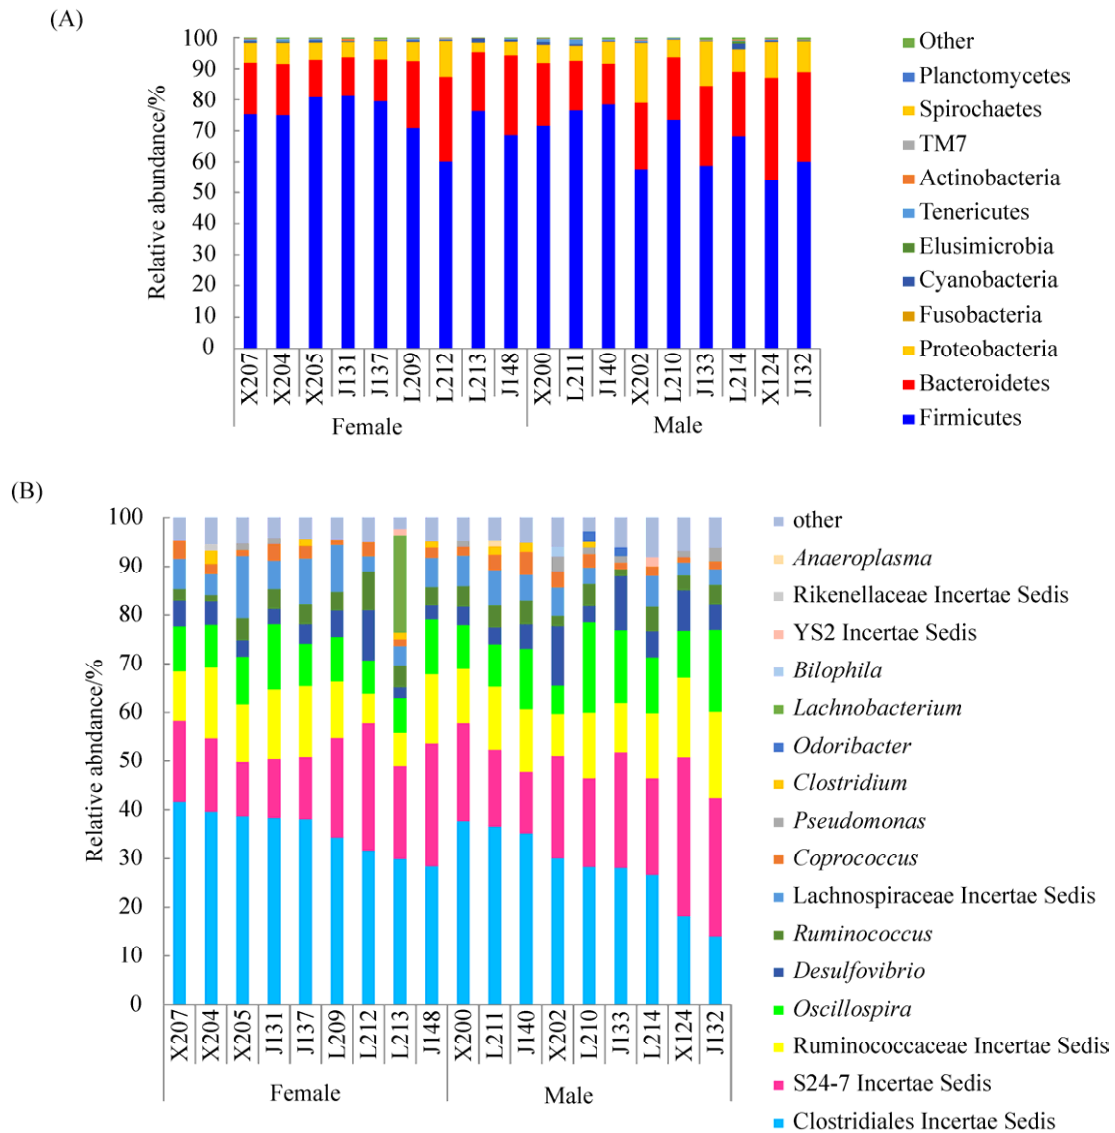 (A)
Relative abundance/%
100
90
80
70
60
50
40
30
20
10
0
X207 X204 X205 J131 J137 L209 L212 L213 J148 X200 L211 J140 X202 L210 J133 L214 X124 J132
Female Male
Other
Planctomycetes
Spirochaetes
TM7
Actinobacteria
Tenericutes
Elusimicrobia
Cyanobacteria
Fusobacteria
Proteobacteria
Bacteroidetes
Firmicutes
(B)
Relative abndance/%
100
90
80
70
60
50
40
30
20
10
0
X207 X204 X205 J131 J137 L209 L212 L213 J148 X200 L211 J140 X202 L210 J133 L214 X124 J132
Female Male
other
Anaeroplasma
Rikenellaceae Incertae Sedis
YS2 Incertae Sedis
Bilophila
Lachnobacterium
Odoribacter
Clostridium
Pseudomonas
Coprococcus
Lachnospiraceae Incertae Sedis
Ruminococcus
Desulfovibrio
Oscillospira
Ruminococcaceae Incertae Sedis
S24-7 Incertae Sedis
Clostridiales Incertae Sedis